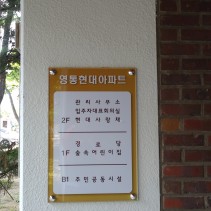 영통현대아파트
관리사무소
입주자대표회의실
2F 현대사랑채
경로당
1F 숲속어린이집
B1 주민공동시설